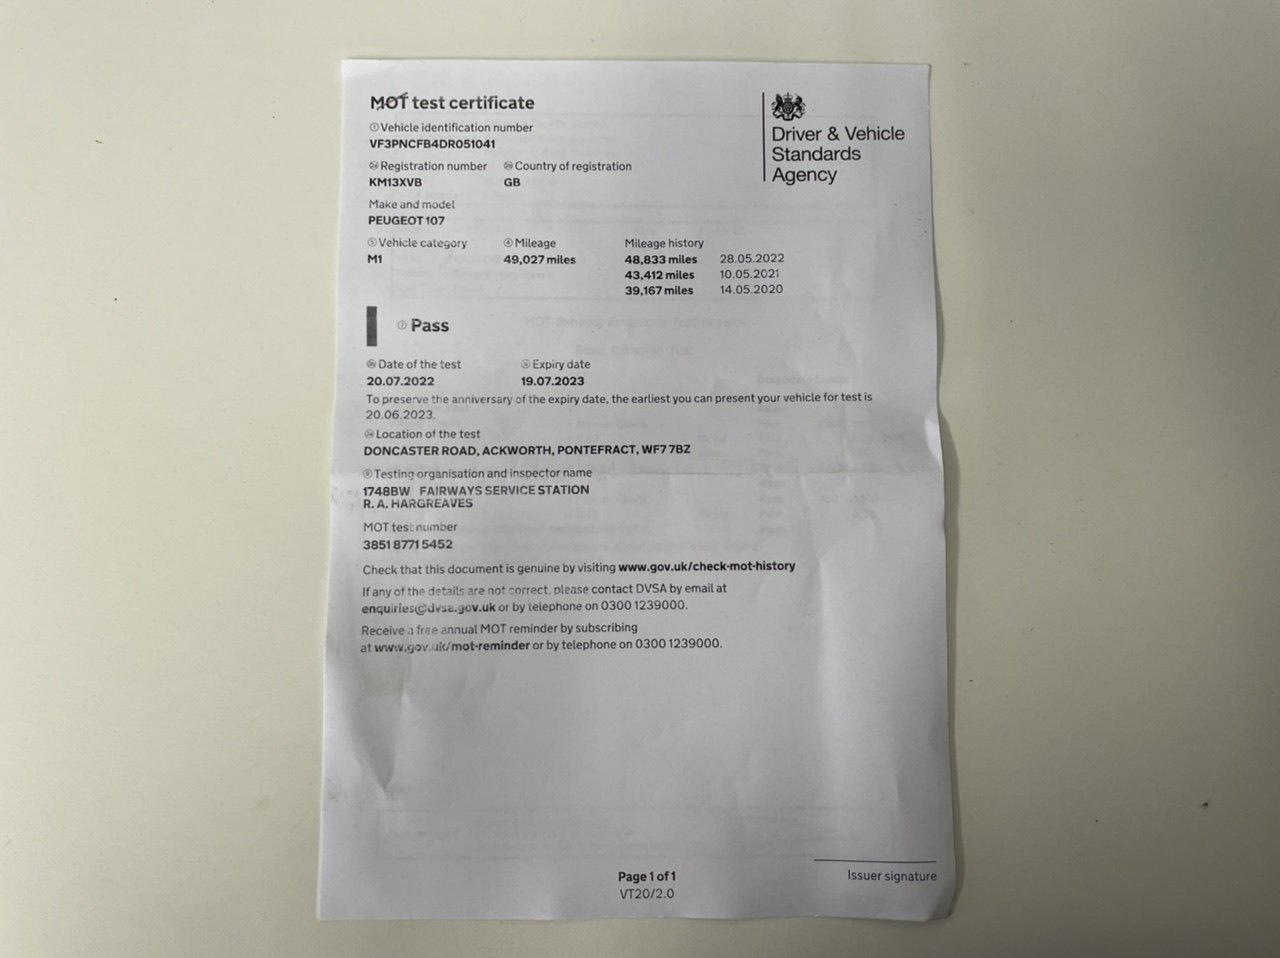 MOT test certificate
Driver & Vehicle
Standards
Agency
① Vehicle identification number
VF3PNCFB4DR051041
Registration number Country of registration
KM13XVB GB
Make and model
PEUGEOT 107
⑤ Vehicle category ④ Mileage Mileage history
M1 49,027 miles 48,833 miles 28.05.2022
43,412 miles 10.05.2021
39,167 miles 14.05.2020
⑦ Pass
Date of the test Expiry date
20.07.2022 19.07.2023
To preserve the anniversary of the expiry date, the earliest you can present your vehicle for test is
20.06.2023.
Location of the test
DONCASTER ROAD, ACKWORTH, PONTEFRACT, WF7 7BZ
Testing organisation and inspector name
1748BW FAIRWAYS SERVICE STATION
R. A. HARGREAVES
MOT test number
3851 8771 5452
Check that this document is genuine by visiting www.gov.uk/check-mot-history
If any of the details are not correct, please contact DVSA by email at
enquiries@dvsa.gov.uk or by telephone on 0300 1239000.
Receive a free annual MOT reminder by subscribing
at www.gov.uk/mot-reminder or by telephone on 0300 1239000.
Issuer signature
Page 1 of 1
VT20/2.0